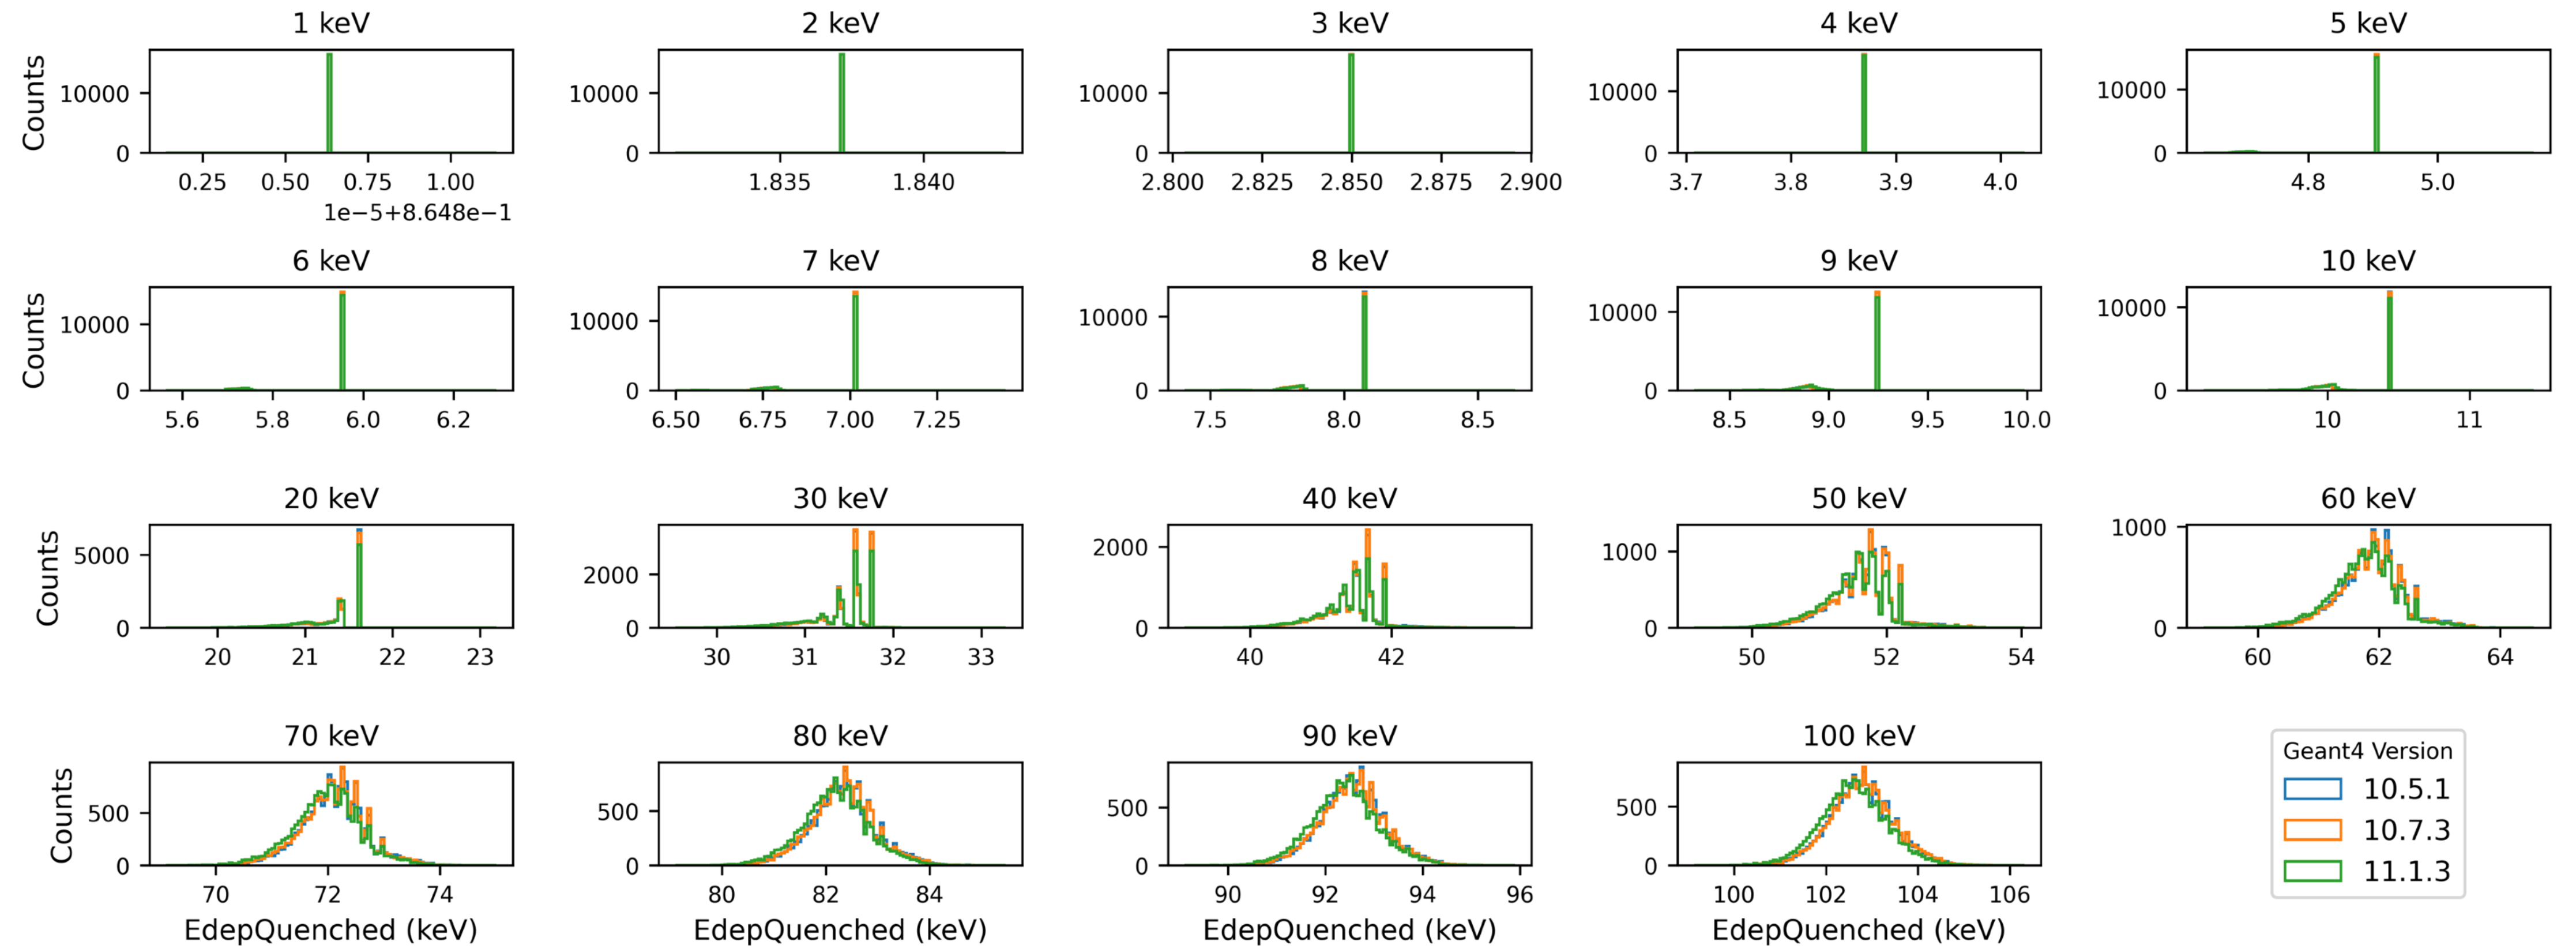 1 keV 2 keV 3 keV 4 keV 5 keV
Counts
10000 10000 10000 10000 10000
0 0 0 0 0
0.25 0.50 0.75 1.00 1.835 1.840 2.800 2.825 2.850 2.875 2.900 3.7 3.8 3.9 4.0 4.8 5.0
1e−5+8.648e−1
6 keV 7 keV 8 keV 9 keV 10 keV
Counts
10000 10000 10000 10000 10000
0 0 0 0 0
5.6 5.8 6.0 6.2 6.50 6.75 7.00 7.25 7.5 8.0 8.5 8.5 9.0 9.5 10.0 10 11
20 keV 30 keV 40 keV 50 keV 60 keV
Counts
5000 2000 2000 1000 1000
0 0 0 0 0
20 21 22 23 30 31 32 33 40 42 50 52 54 60 62 64
70 keV 80 keV 90 keV 100 keV
Counts
500 500 500 500
0 0 0 0
70 72 74 80 82 84 90 92 94 96 100 102 104 106
EdepQuenched (keV) EdepQuenched (keV) EdepQuenched (keV) EdepQuenched (keV)
Geant4 Version
10.5.1
10.7.3
11.1.3